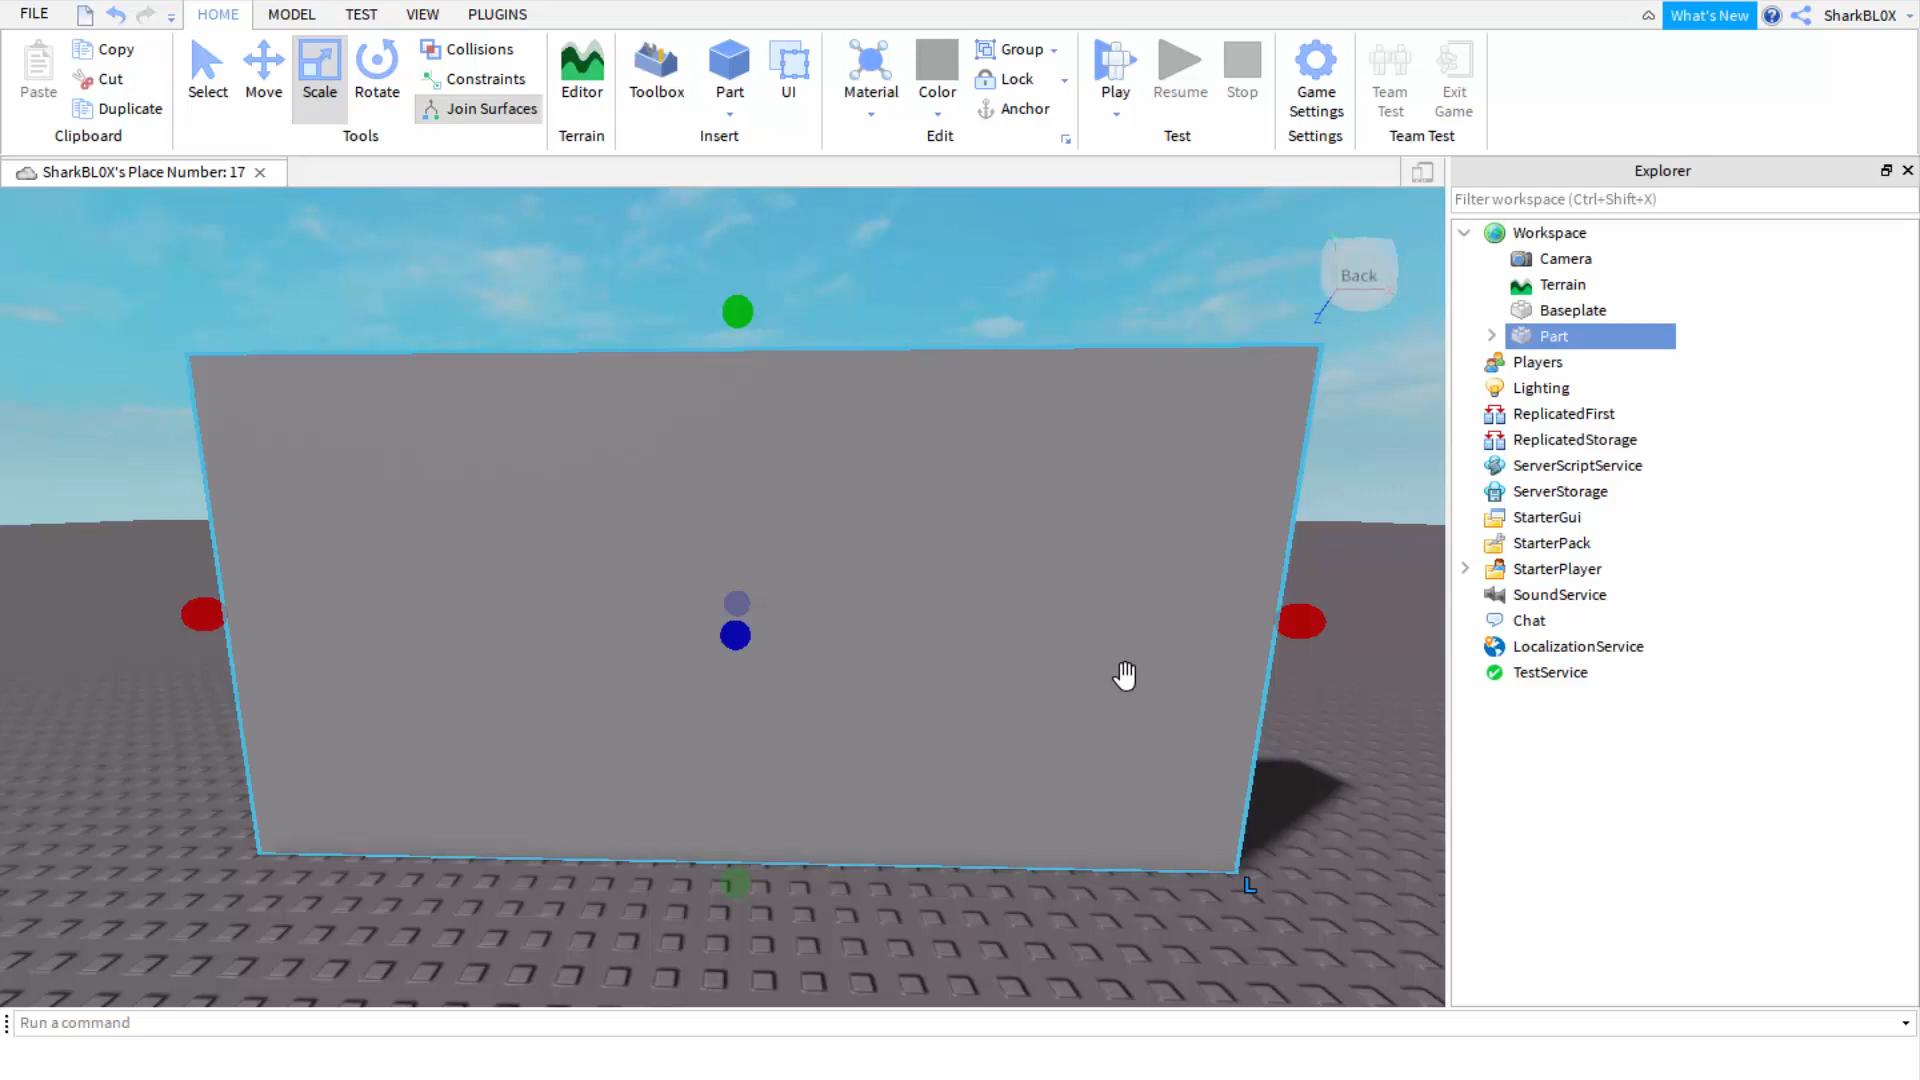 FILE HOME MODEL TEST VIEW PLUGINS What's New SharkBL0X
Paste Copy Cut Duplicate
Clipboard
Select Move Scale Rotate Collisions Constraints Join Surfaces
Tools
Editor
Terrain
Toolbox Part UI
Insert
Material Color Group Lock Anchor
Edit
Play Resume Stop
Test
Game Settings
Settings
Team Test Exit Game
Team Test
SharkBL0X's Place Number: 17
Back
Z
L
Explorer
Filter workspace (Ctrl+Shift+X)
Workspace
Camera
Terrain
Baseplate
Part
Players
Lighting
ReplicatedFirst
ReplicatedStorage
ServerScriptService
ServerStorage
StarterGui
StarterPack
StarterPlayer
SoundService
Chat
LocalizationService
TestService
Run a command